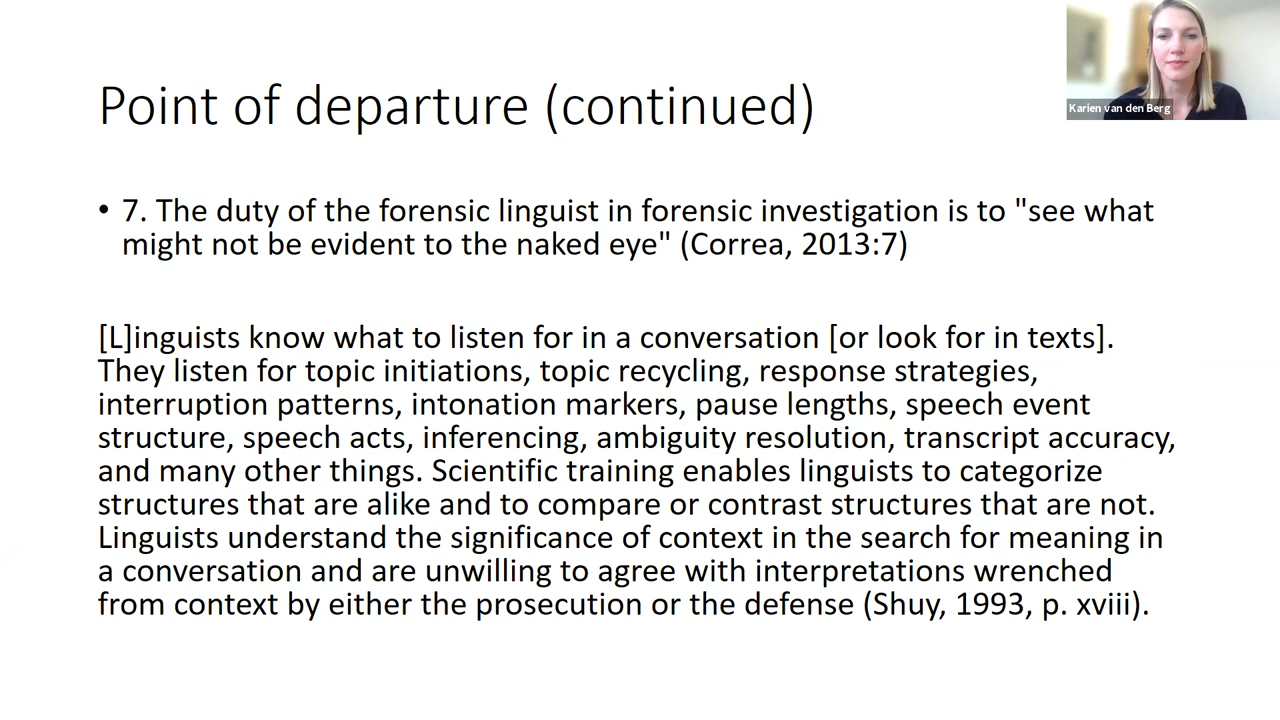 Point of departure (continued)
Karien van den Berg
• 7. The duty of the forensic linguist in forensic investigation is to "see what
might not be evident to the naked eye" (Correa, 2013:7)
[L]inguists know what to listen for in a conversation [or look for in texts].
They listen for topic initiations, topic recycling, response strategies,
interruption patterns, intonation markers, pause lengths, speech event
structure, speech acts, inferencing, ambiguity resolution, transcript accuracy,
and many other things. Scientific training enables linguists to categorize
structures that are alike and to compare or contrast structures that are not.
Linguists understand the significance of context in the search for meaning in
a conversation and are unwilling to agree with interpretations wrenched
from context by either the prosecution or the defense (Shuy, 1993, p. xviii).